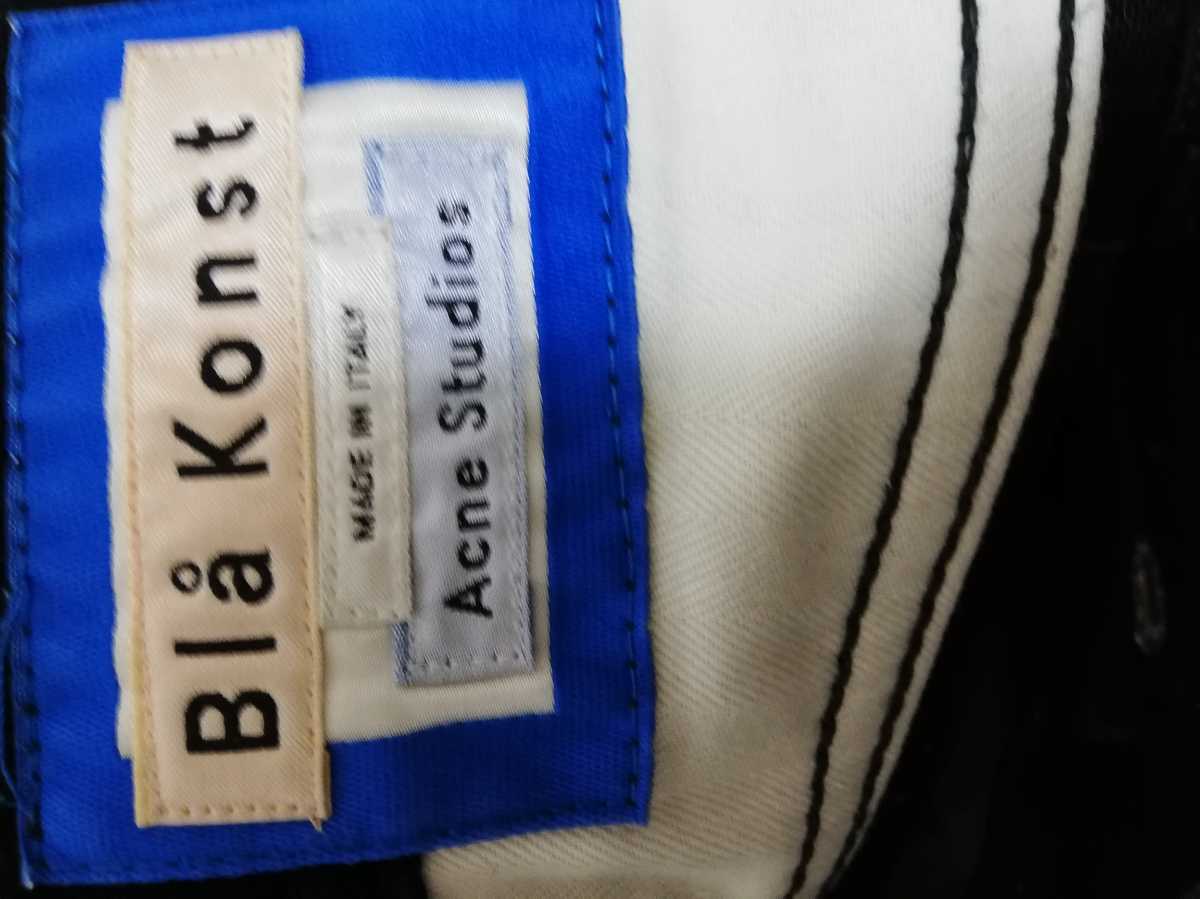 Blå Konst
MADE IN ITALY
Acne Studios